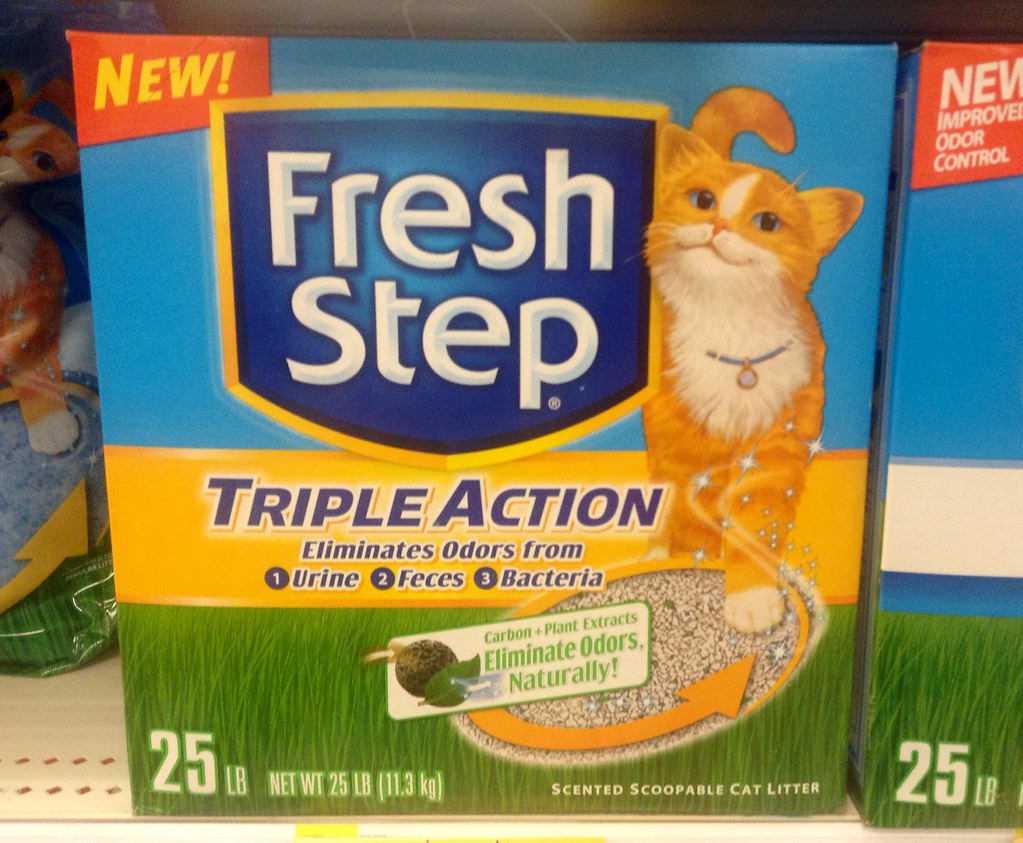 NEW!
Fresh
Step®
TRIPLE ACTION
Eliminates Odors from
1 Urine 2 Feces 3 Bacteria
Carbon + Plant Extracts
Eliminate Odors,
Naturally!
25 LB
NET WT 25 LB (11.3 kg)
SCENTED SCOOPABLE CAT LITTER
NEW
IMPROVED
ODOR
CONTROL
25 LB